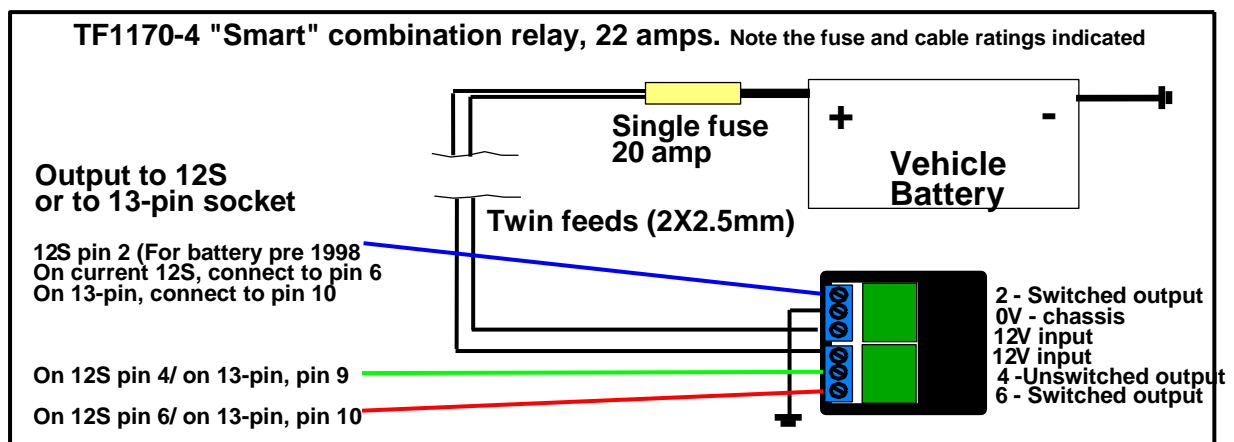 TF1170-4 "Smart" combination relay, 22 amps. Note the fuse and cable ratings indicated
+
-
Single fuse
20 amp
Vehicle
Battery
Output to 12S
or to 13-pin socket
Twin feeds (2X2.5mm)
12S pin 2 (For battery pre 1998
On current 12S, connect to pin 6
On 13-pin, connect to pin 10
2 - Switched output
0V - chassis
12V input
12V input
4 -Unswitched output
6 - Switched output
On 12S pin 4/ on 13-pin, pin 9
On 12S pin 6/ on 13-pin, pin 10